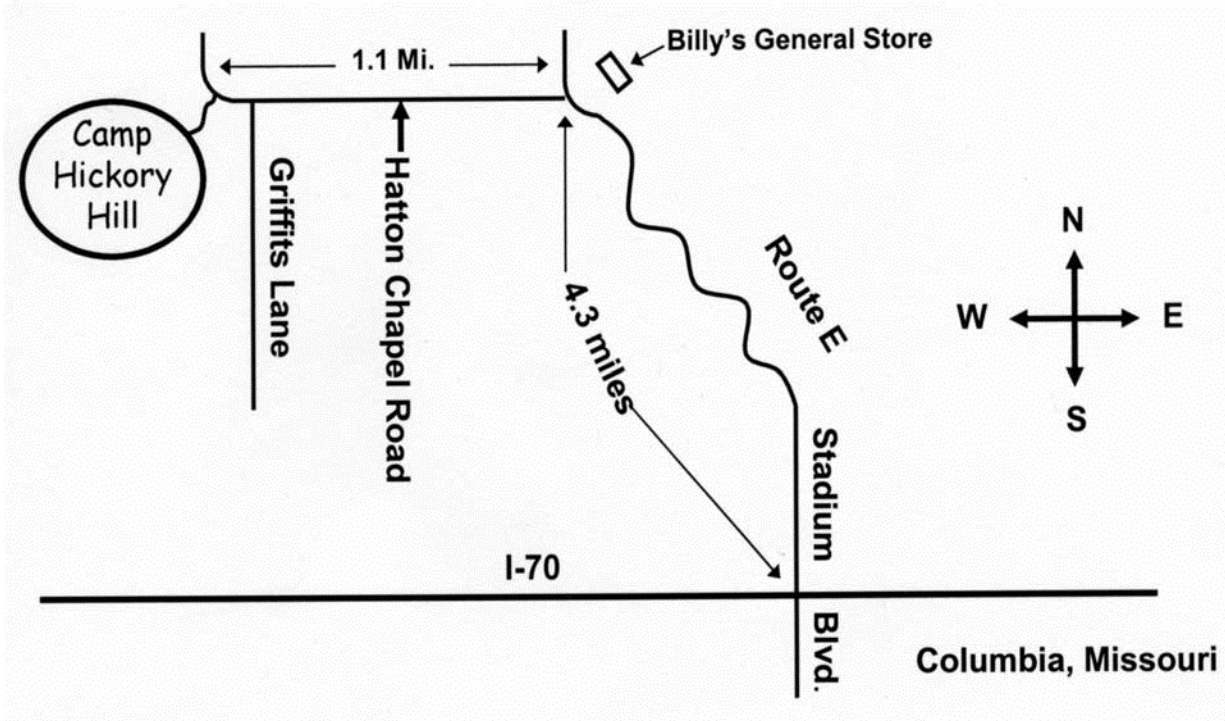 Billy's General Store
1.1 Mi.
Camp
Hickory
Hill
Griffits Lane
Hatton Chapel Road
4.3 miles
Route E
N
W
E
S
Stadium
Blvd.
I-70
Columbia, Missouri